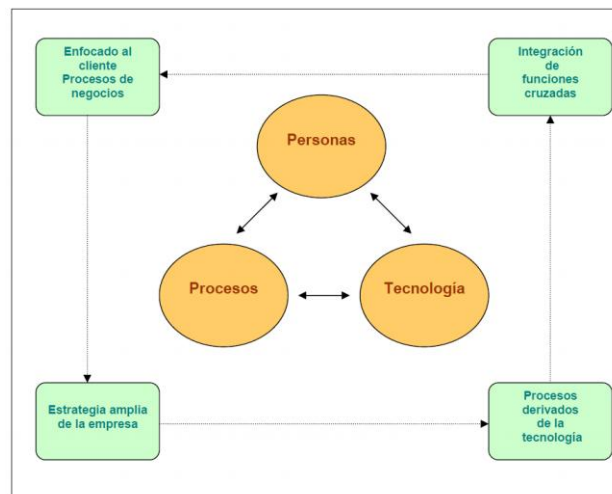 Enfocado al
cliente
Procesos de
negocios
Integración
de
funciones
cruzadas
Personas
Procesos
Tecnología
Estrategia amplia
de la empresa
Procesos
derivados
de la
tecnología